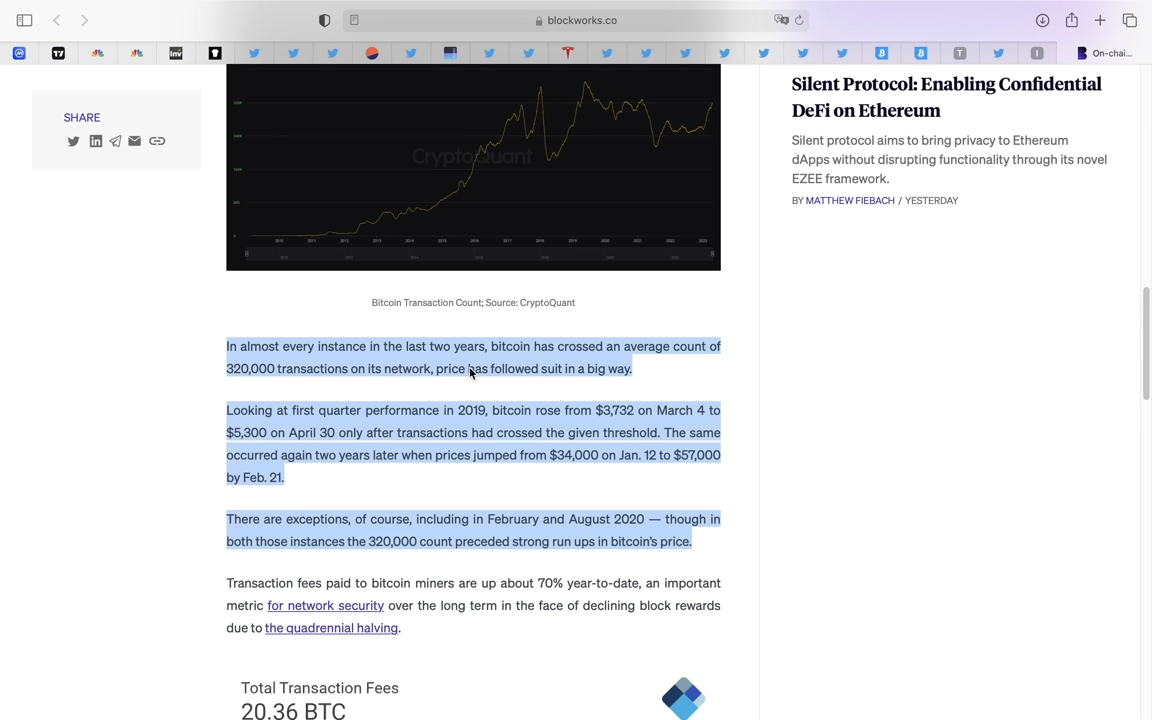 blockworks.co
On-chai...
SHARE
CryptoQuant
2010 2011 2012 2013 2014 2015 2016 2017 2018 2019 2020 2021 2022 2023
Bitcoin Transaction Count; Source: CryptoQuant
In almost every instance in the last two years, bitcoin has crossed an average count of
320,000 transactions on its network, price has followed suit in a big way.
Looking at first quarter performance in 2019, bitcoin rose from $3,732 on March 4 to
$5,300 on April 30 only after transactions had crossed the given threshold. The same
occurred again two years later when prices jumped from $34,000 on Jan. 12 to $57,000
by Feb. 21.
There are exceptions, of course, including in February and August 2020 — though in
both those instances the 320,000 count preceded strong run ups in bitcoin's price.
Transaction fees paid to bitcoin miners are up about 70% year-to-date, an important
metric for network security over the long term in the face of declining block rewards
due to the quadrennial halving.
Total Transaction Fees
20.36 BTC
Silent Protocol: Enabling Confidential
DeFi on Ethereum
Silent protocol aims to bring privacy to Ethereum
dApps without disrupting functionality through its novel
EZEE framework.
BY MATTHEW FIEBACH / YESTERDAY